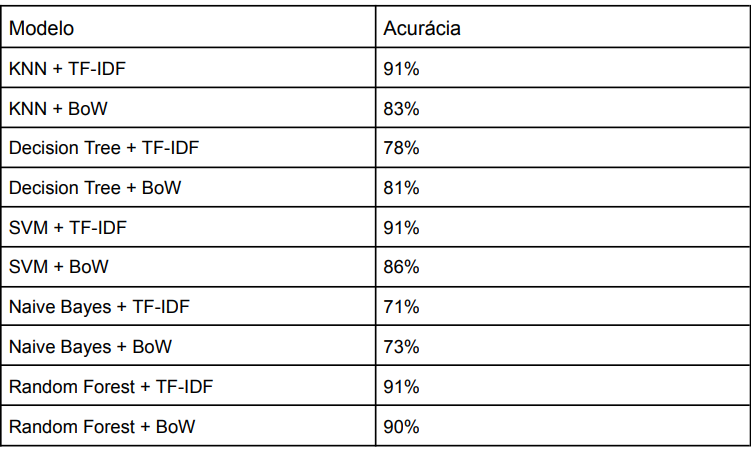 Modelo Acurácia
KNN + TF-IDF 91%
KNN + BoW 83%
Decision Tree + TF-IDF 78%
Decision Tree + BoW 81%
SVM + TF-IDF 91%
SVM + BoW 86%
Naive Bayes + TF-IDF 71%
Naive Bayes + BoW 73%
Random Forest + TF-IDF 91%
Random Forest + BoW 90%